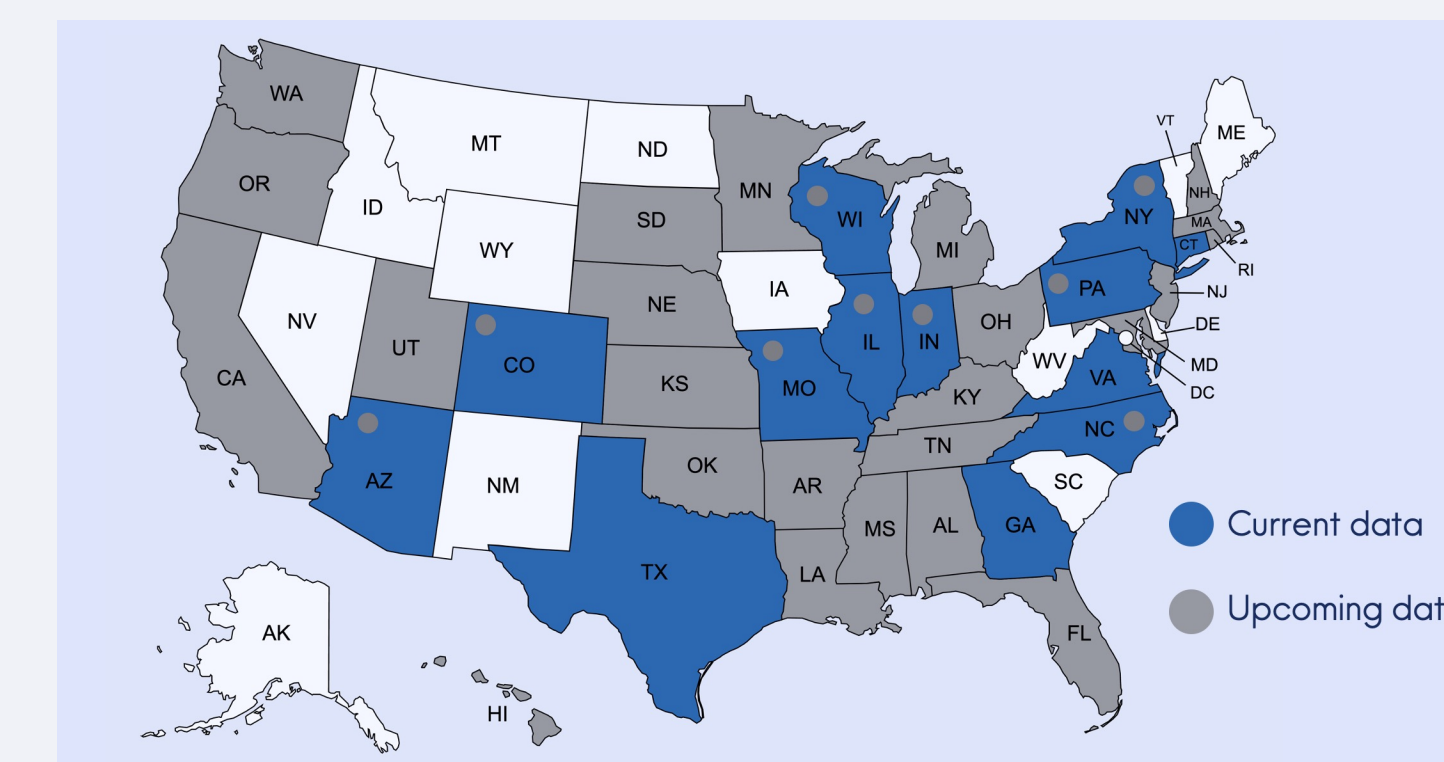 WA
MT
ND
MN
VT
ME
OR
ID
SD
WI
NY
NH
MA
WY
MI
CT
RI
NV
UT
NE
IA
PA
NJ
CO
IL
IN
OH
DE
CA
KS
MO
WV
VA
MD
DC
KY
AZ
NM
OK
AR
TN
NC
SC
MS
AL
GA
TX
LA
FL
AK
HI
Current data
Upcoming dat